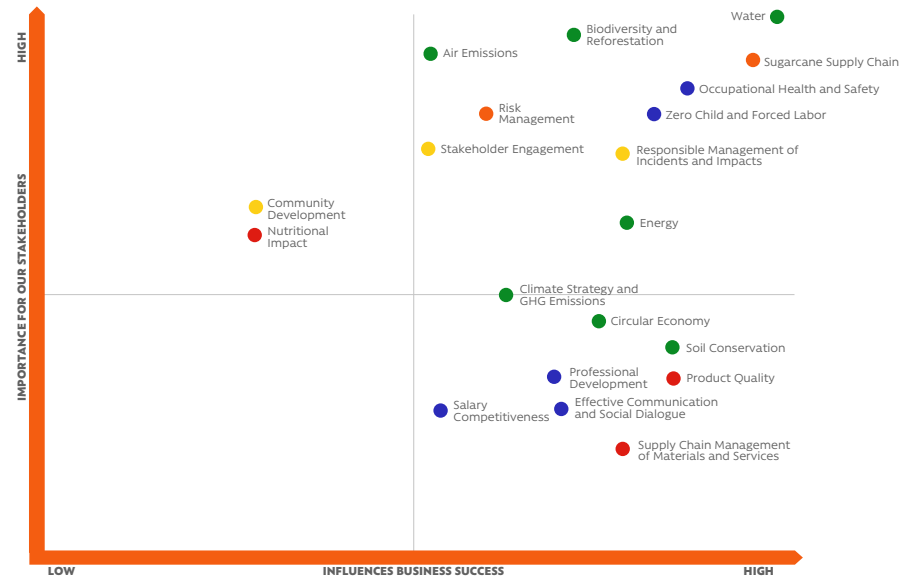 HIGH
IMPORTANCE FOR OUR STAKEHOLDERS
Water
Biodiversity and
Reforestation
Air Emissions
Sugarcane Supply Chain
Occupational Health and Safety
Risk
Management
Zero Child and Forced Labor
Stakeholder Engagement
Responsible Management of
Incidents and Impacts
Community
Development
Nutritional
Impact
Energy
Climate Strategy and
GHG Emissions
Circular Economy
Soil Conservation
Professional
Development
Product Quality
Salary
Competitiveness
Effective Communication
and Social Dialogue
Supply Chain Management
of Materials and Services
LOW
INFLUENCES BUSINESS SUCCESS
HIGH